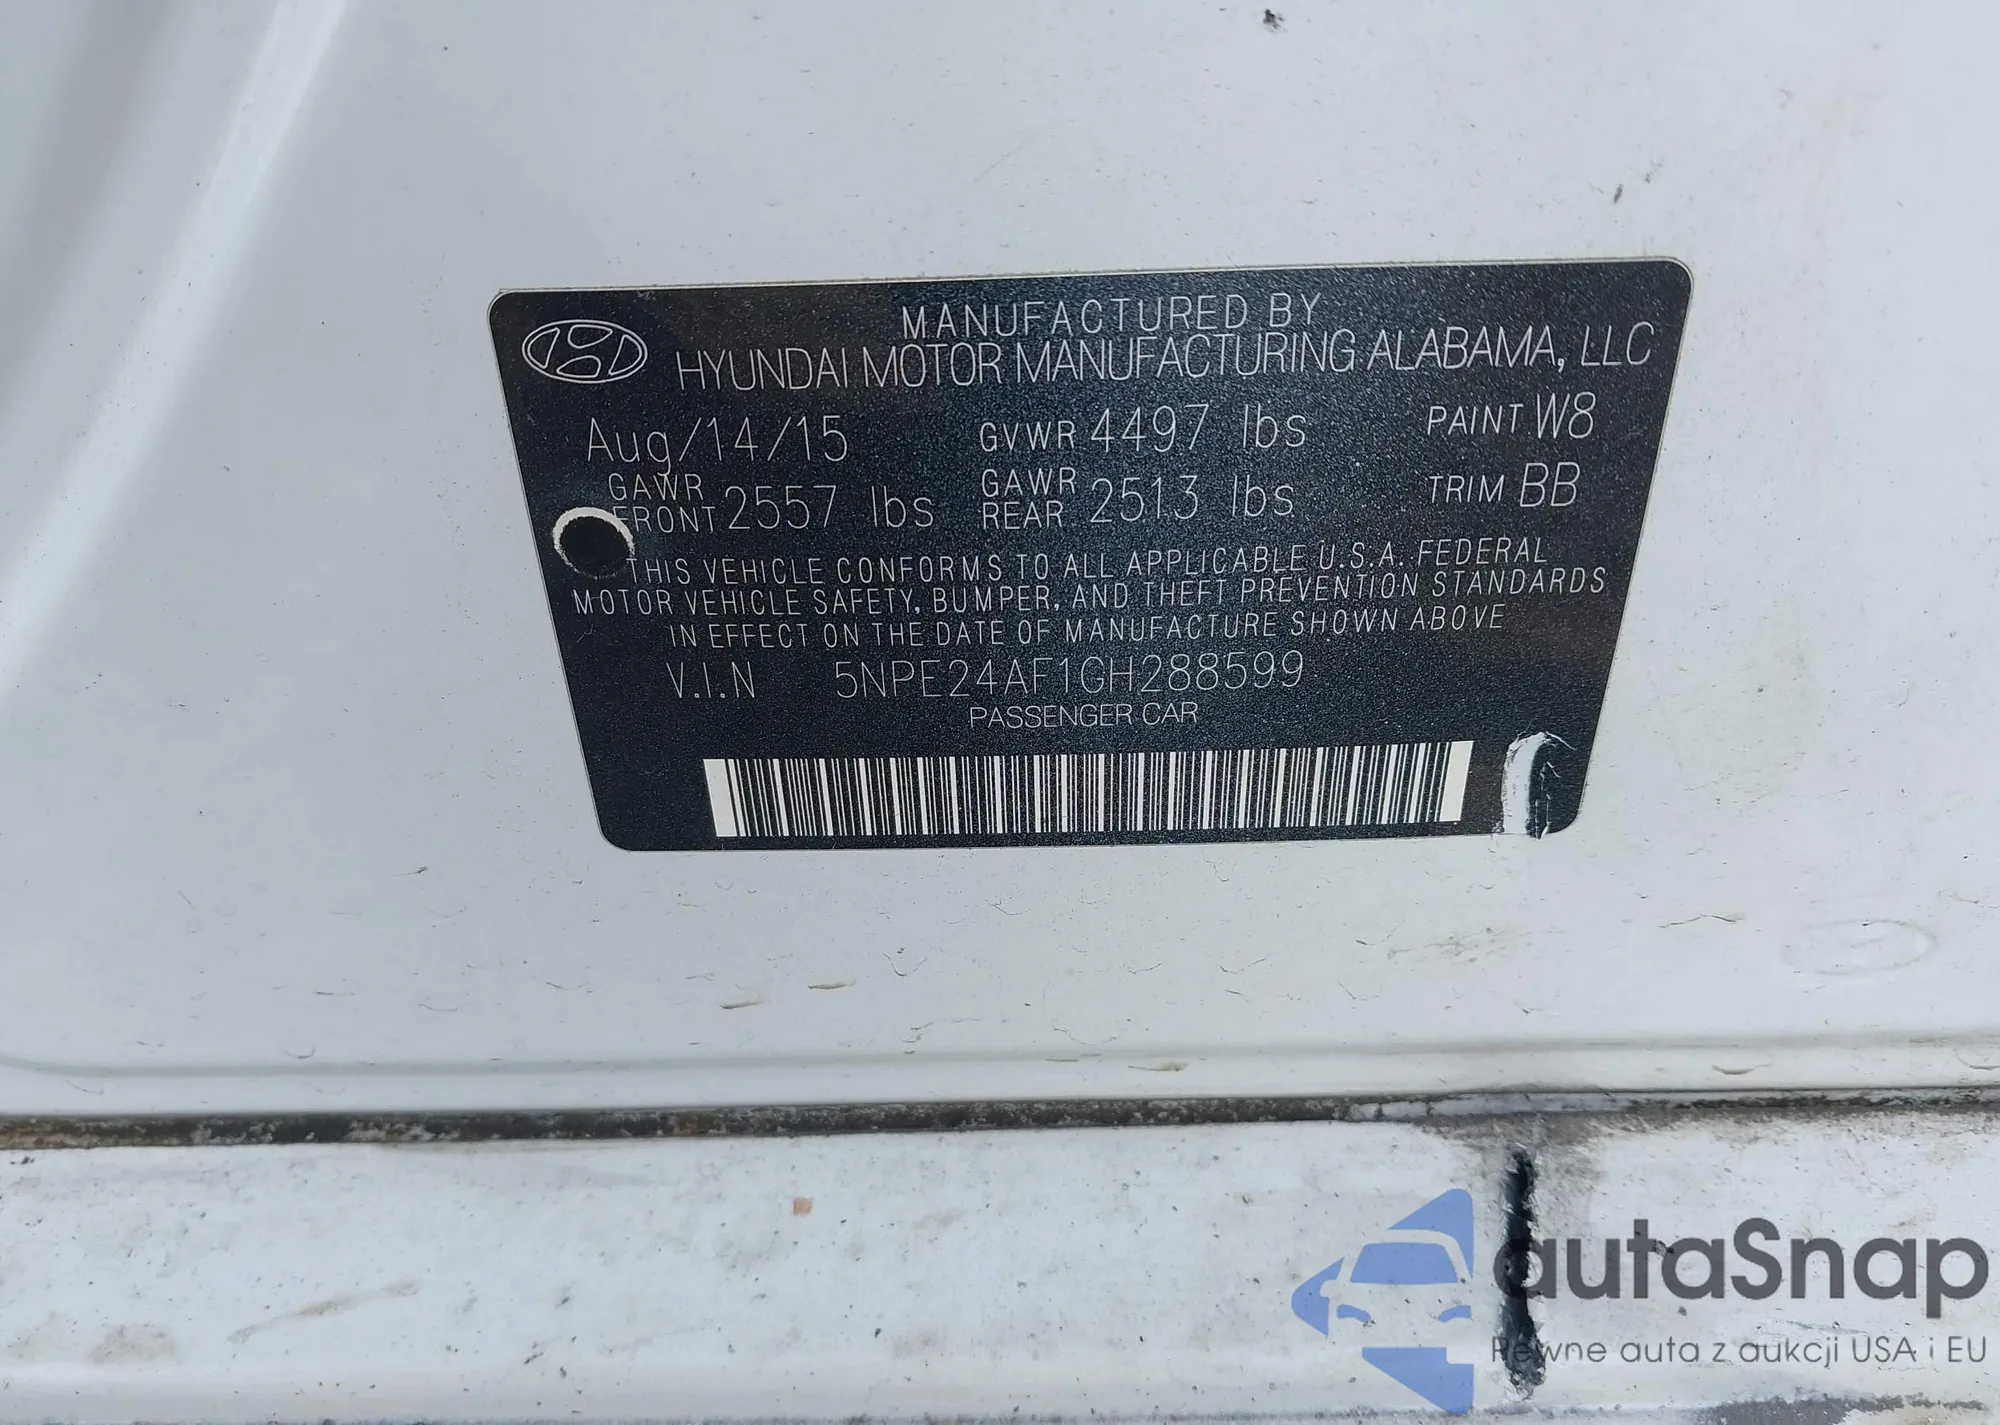 MANUFACTURED BY
HYUNDAI MOTOR MANUFACTURING ALABAMA, LLC
Aug/14/15 GVWR 4497 lbs PAINT W8
GAWR FRONT 2557 lbs GAWR REAR 2513 lbs TRIM BB
THIS VEHICLE CONFORMS TO ALL APPLICABLE U.S.A. FEDERAL
MOTOR VEHICLE SAFETY, BUMPER, AND THEFT PREVENTION STANDARDS
IN EFFECT ON THE DATE OF MANUFACTURE SHOWN ABOVE
V.I.N 5NPE24AF1GH288599
PASSENGER CAR
autaSnap
Pewne auta z aukcji USA i EU